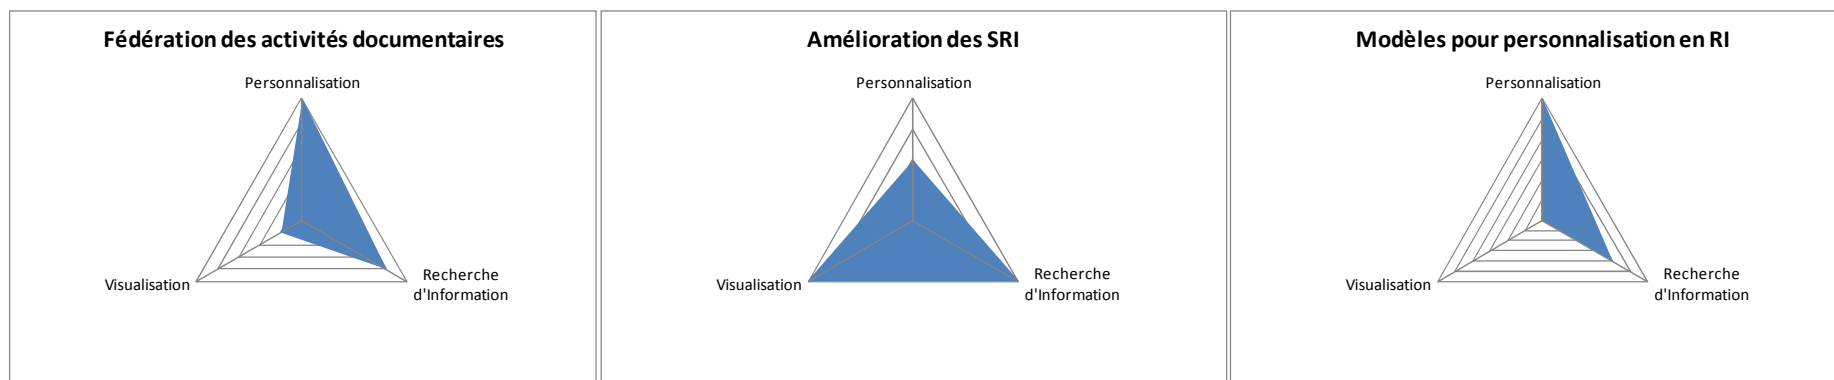 Fédération des activités documentaires
Personnalisation
Visualisation
Recherche
d'Information
Amélioration des SRI
Personnalisation
Visualisation
Recherche
d'Information
Modèles pour personnalisation en RI
Personnalisation
Visualisation
Recherche
d'Information